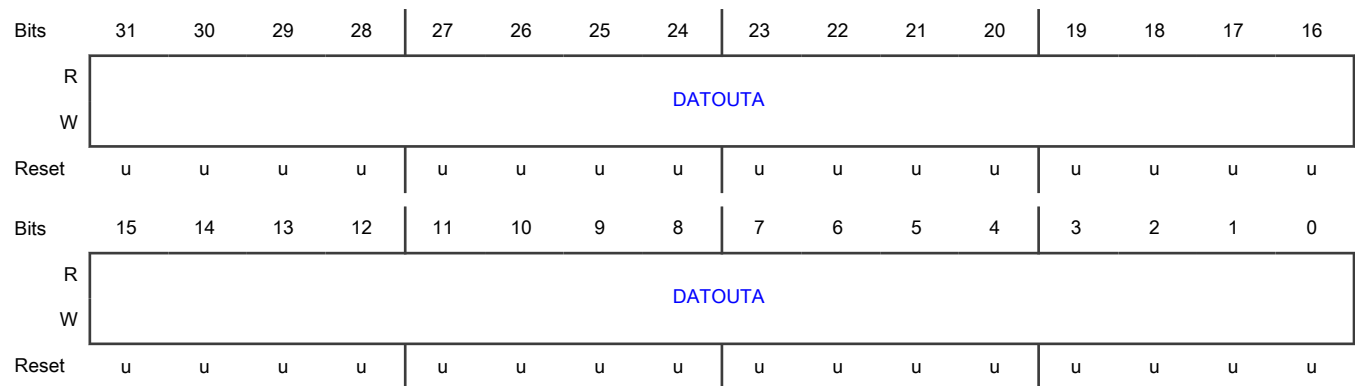 Bits 31 30 29 28 27 26 25 24 23 22 21 20 19 18 17 16
R
DATOUTA
W
Reset u u u u u u u u u u u u u u u u
Bits 15 14 13 12 11 10 9 8 7 6 5 4 3 2 1 0
R
DATOUTA
W
Reset u u u u u u u u u u u u u u u u